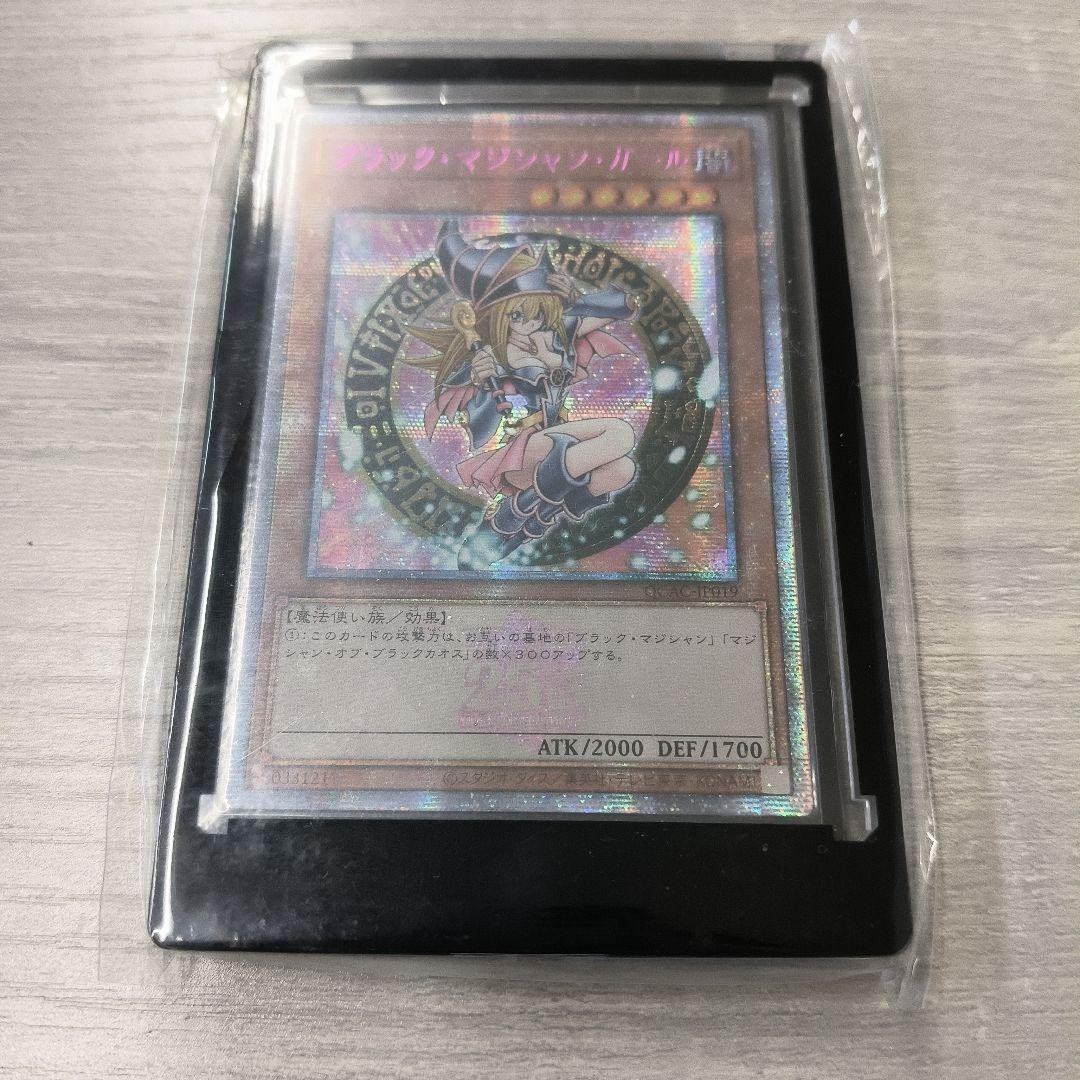 ブラック・マジシャン・ガール 闇
QCAC-JP019
【魔法使い族／効果】
①:このカードの攻撃力は、お互いの墓地の「ブラック・マジシャン」「マジ
シャン・オブ・ブラックカオス」の数×300アップする。
25th
ATK/2000 DEF/1700
©スタジオ・ダイス／集英社・テレビ東京・KONAMI